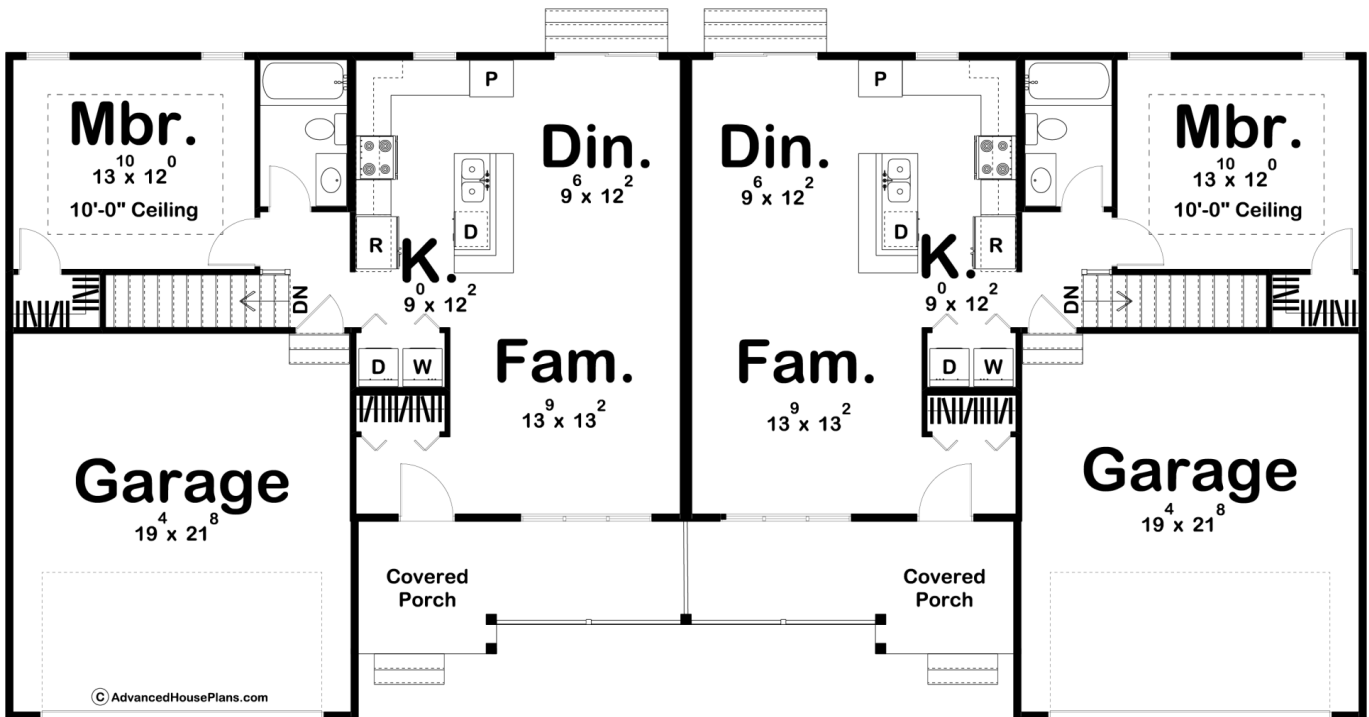 Mbr.
13¹⁰ x 12⁰
10'-0" Ceiling
P
Din.
9⁶ x 12²
D
R
K.
9⁰ x 12²
DN
D
W
Fam.
13⁹ x 13²
Garage
19⁴ x 21⁸
Covered
Porch
© AdvancedHousePlans.com
P
Din.
9⁶ x 12²
D
R
K.
9⁰ x 12²
Mbr.
13¹⁰ x 12⁰
10'-0" Ceiling
DN
D
W
Fam.
13⁹ x 13²
Garage
19⁴ x 21⁸
Covered
Porch